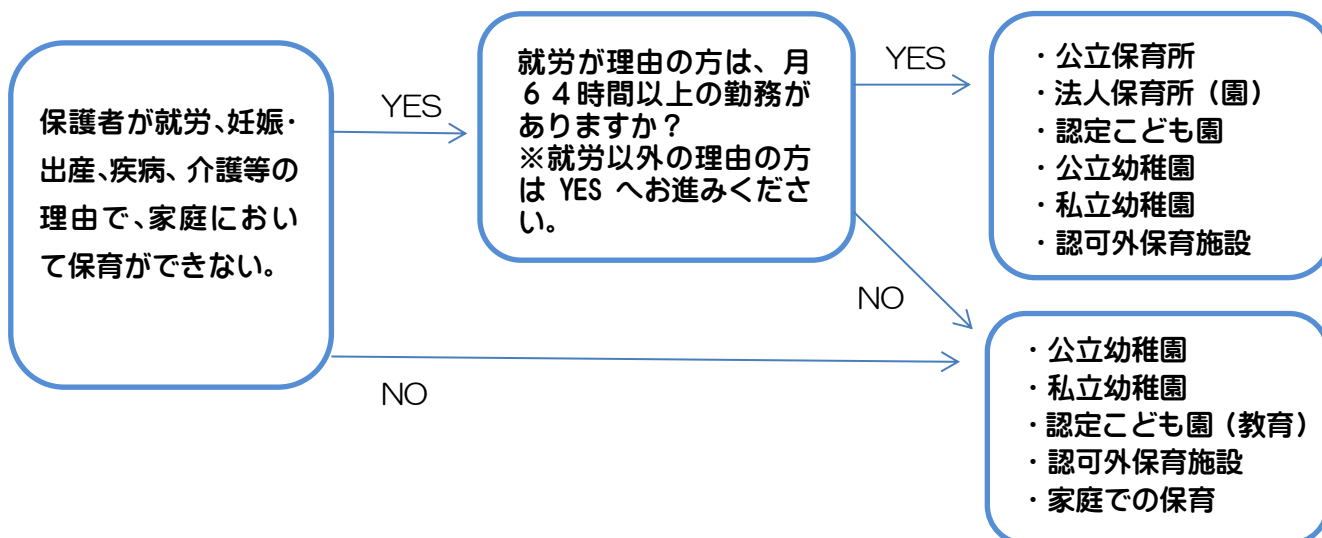 保護者が就労、妊娠・
出産、疾病、介護等の
理由で、家庭におい
て保育ができない。
YES
NO
就労が理由の方は、月
６４時間以上の勤務が
ありますか？
※就労以外の理由の方
は YES へお進みくださ
い。
YES
NO
・公立保育所
・法人保育所（園）
・認定こども園
・公立幼稚園
・私立幼稚園
・認可外保育施設
・公立幼稚園
・私立幼稚園
・認定こども園（教育）
・認可外保育施設
・家庭での保育